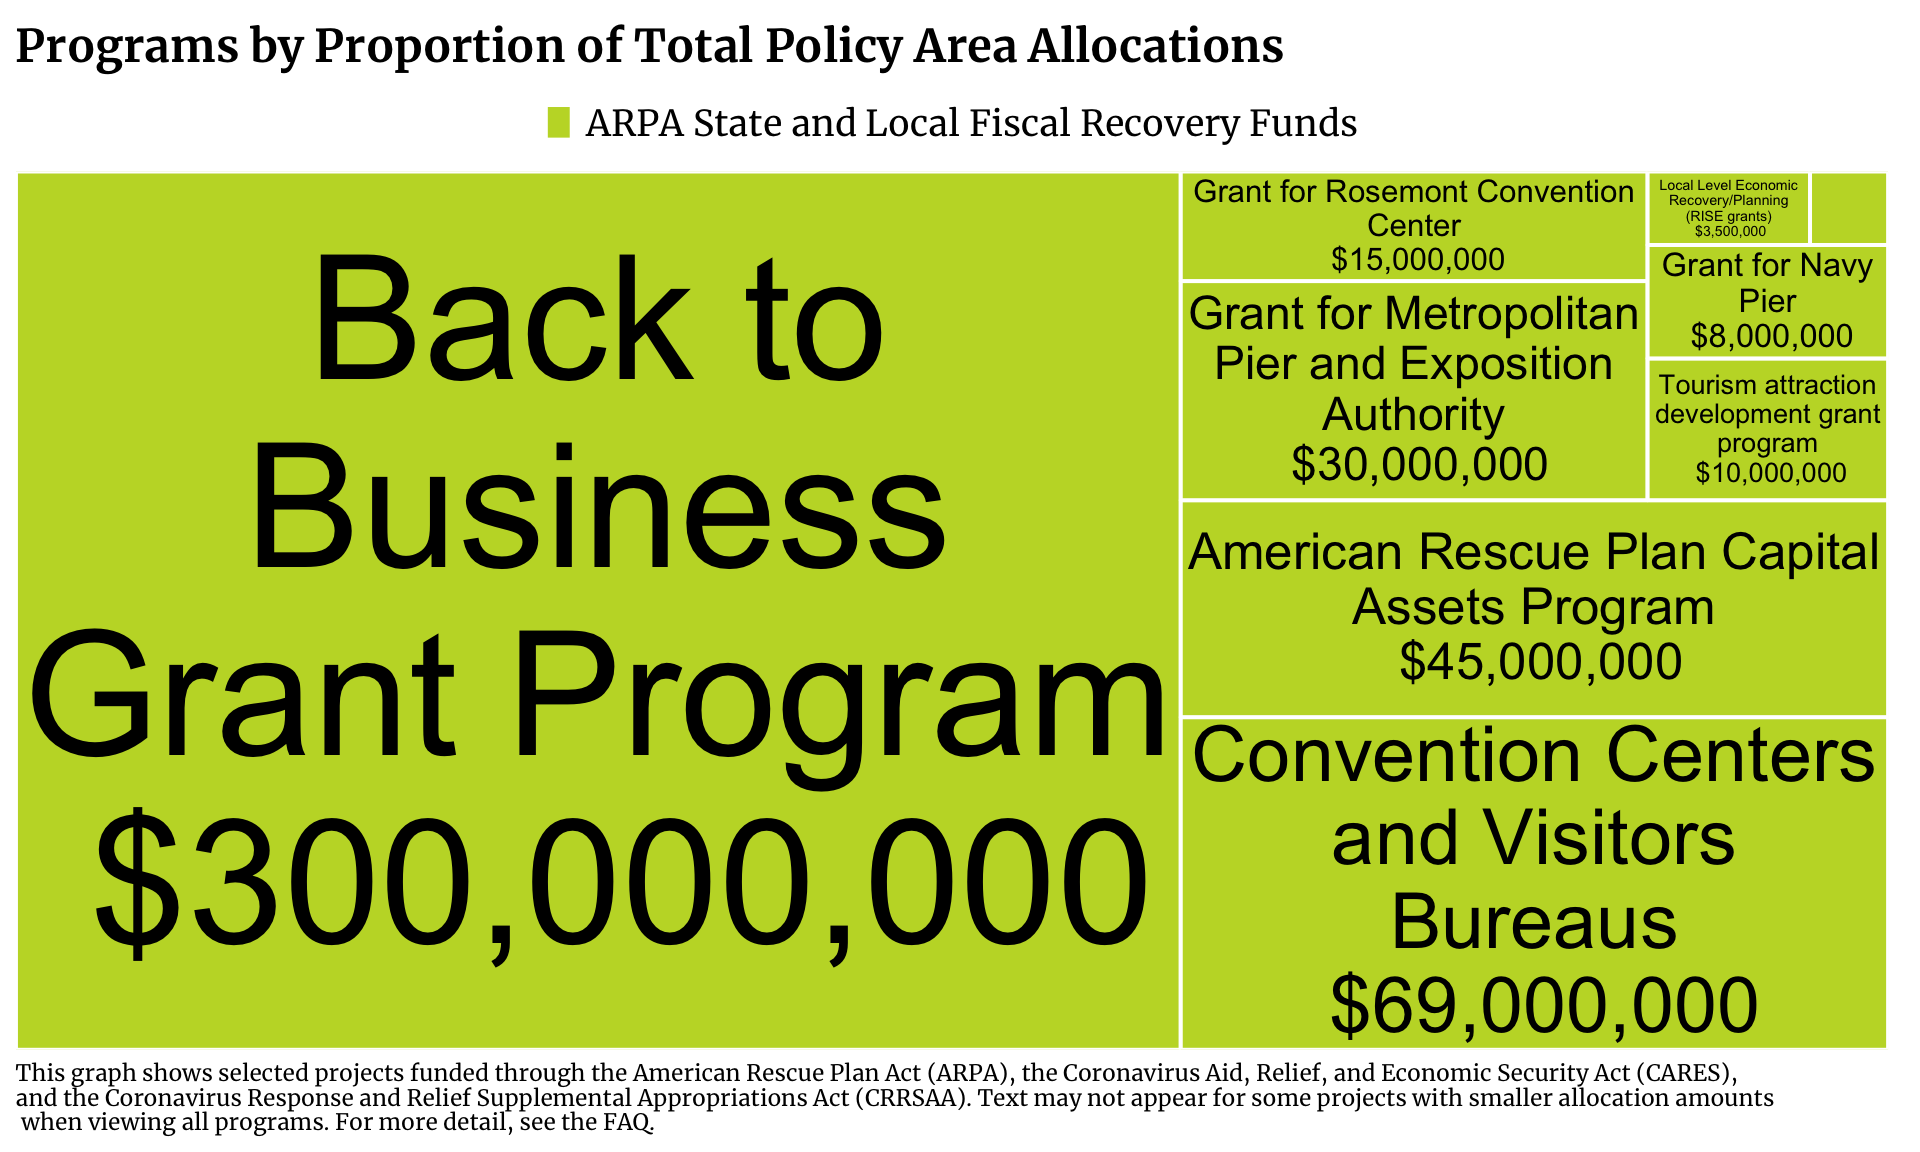 Programs by Proportion of Total Policy Area Allocations
ARPA State and Local Fiscal Recovery Funds
Back to
Business
Grant Program
$300,000,000
Grant for Rosemont Convention
Center
$15,000,000
Local Level Economic
Recovery/Planning
(RISE grants)
$3,500,000
Grant for Metropolitan
Pier and Exposition
Authority
$30,000,000
Grant for Navy
Pier
$8,000,000
Tourism attraction
development grant
program
$10,000,000
American Rescue Plan Capital
Assets Program
$45,000,000
Convention Centers
and Visitors
Bureaus
$69,000,000
This graph shows selected projects funded through the American Rescue Plan Act (ARPA), the Coronavirus Aid, Relief, and Economic Security Act (CARES),
and the Coronavirus Response and Relief Supplemental Appropriations Act (CRRSAA). Text may not appear for some projects with smaller allocation amounts
when viewing all programs. For more detail, see the FAQ.